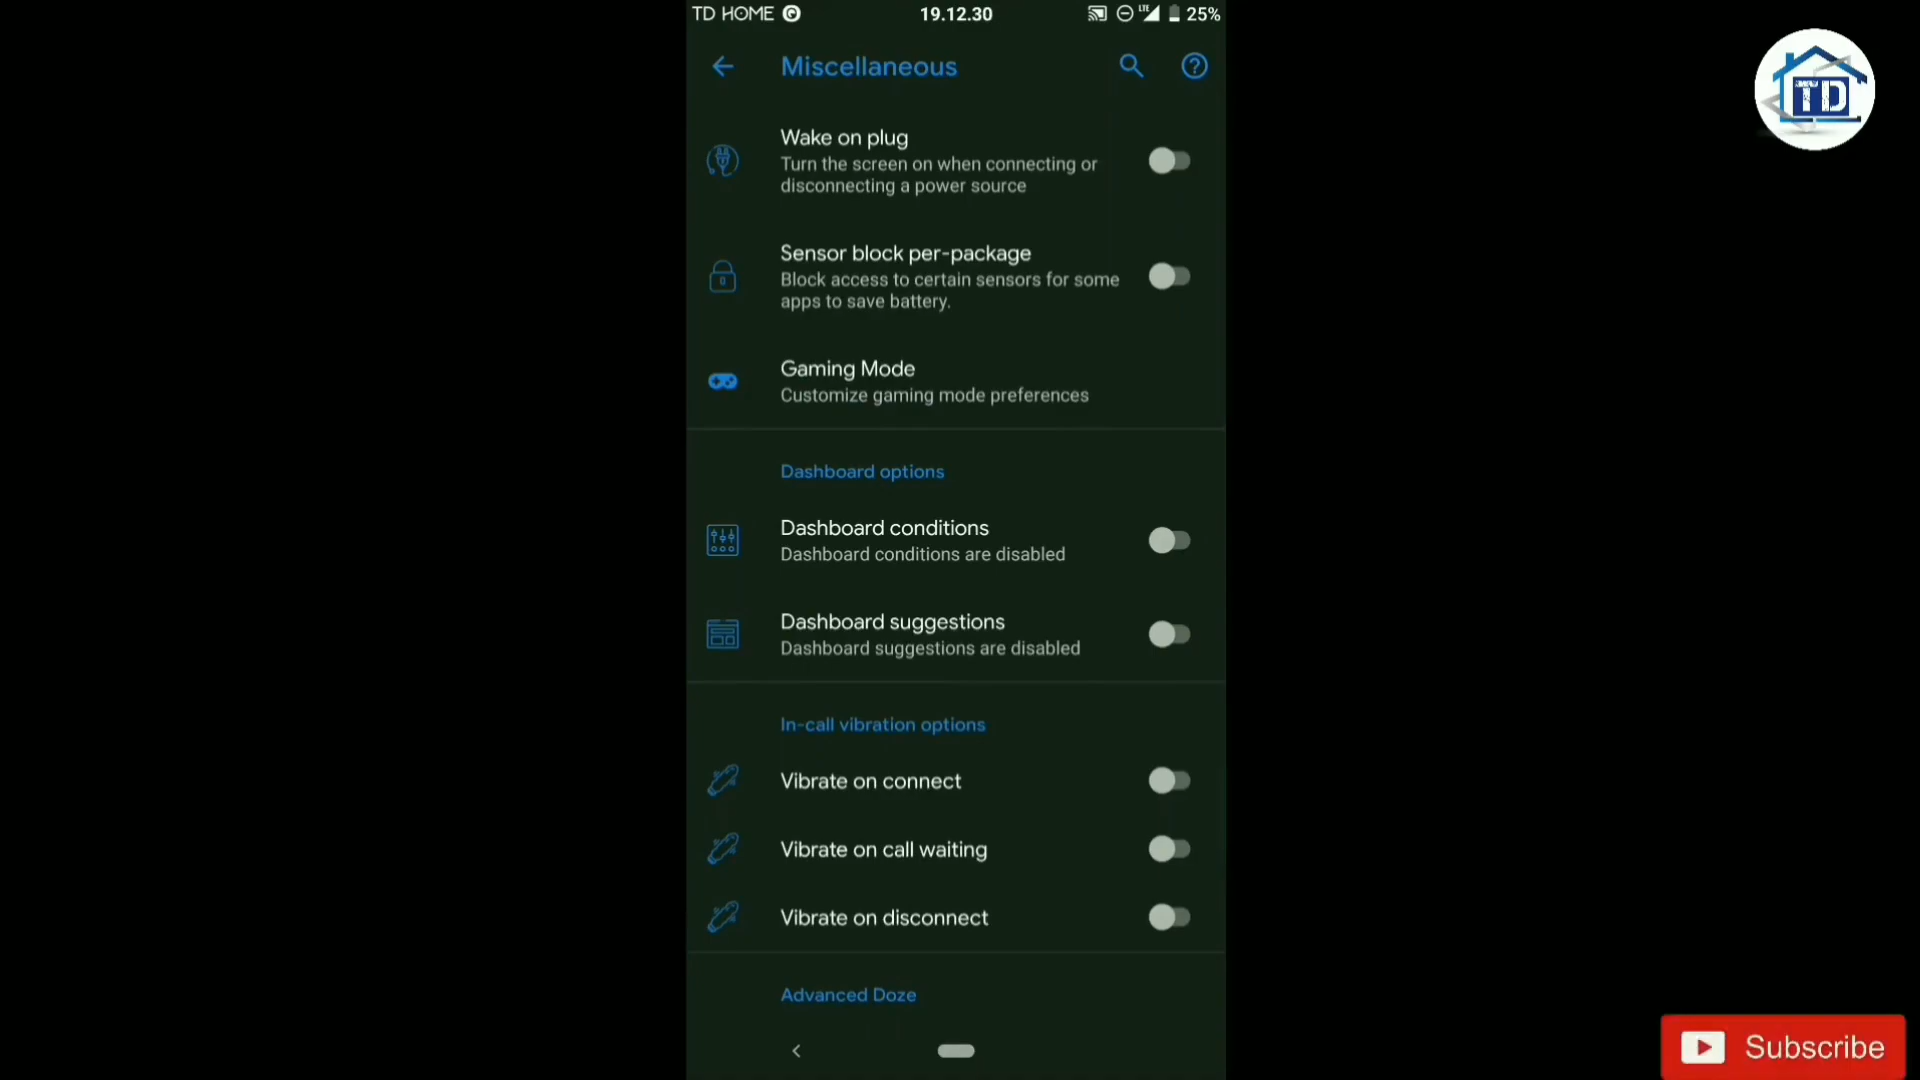 TD HOME 19.12.30 LTE 25%
Miscellaneous
Wake on plug
Turn the screen on when connecting or
disconnecting a power source
Sensor block per-package
Block access to certain sensors for some
apps to save battery.
Gaming Mode
Customize gaming mode preferences
Dashboard options
Dashboard conditions
Dashboard conditions are disabled
Dashboard suggestions
Dashboard suggestions are disabled
In-call vibration options
Vibrate on connect
Vibrate on call waiting
Vibrate on disconnect
Advanced Doze
TD
Subscribe